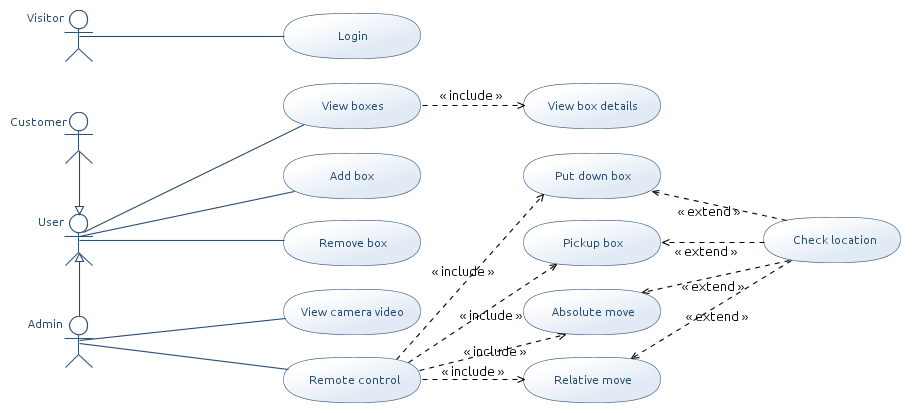 Visitor
Login
View boxes
« include »
View box details
Customer
Add box
Put down box
« extend »
User
Remove box
Pickup box
Check location
« extend »
« include »
« extend »
View camera video
Absolute move
« include »
« extend »
Admin
« include »
« include »
Remote control
Relative move